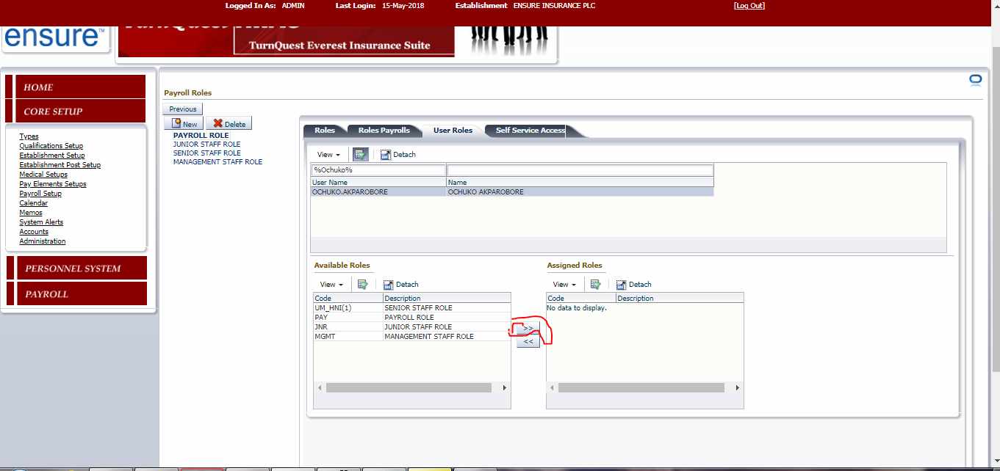 Logged In As: ADMIN Last Login: 15-May-2018 Establishment ENSURE INSURANCE PLC [Log Out]
ensure™
TurnQuest Everest Insurance Suite
HOME
CORE SETUP
Types
Qualifications Setup
Establishment Setup
Establishment Post Setup
Medical Setups
Pay Elements Setups
Payroll Setup
Calendar
Memos
System Alerts
Accounts
Administration
PERSONNEL SYSTEM
PAYROLL
Payroll Roles
Previous
New Delete
PAYROLL ROLE
JUNIOR STAFF ROLE
SENIOR STAFF ROLE
MANAGEMENT STAFF ROLE
Roles Roles Payrolls User Roles Self Service Access
View Detach
%Ochuko%
User Name Name
OCHUKO.AKPAROBORE OCHUKO AKPAROBORE
Available Roles
View Detach
Code Description
UM_HNI(1) SENIOR STAFF ROLE
PAY PAYROLL ROLE
JNR JUNIOR STAFF ROLE
MGMT MANAGEMENT STAFF ROLE
>>
<<
Assigned Roles
View Detach
Code Description
No data to display.